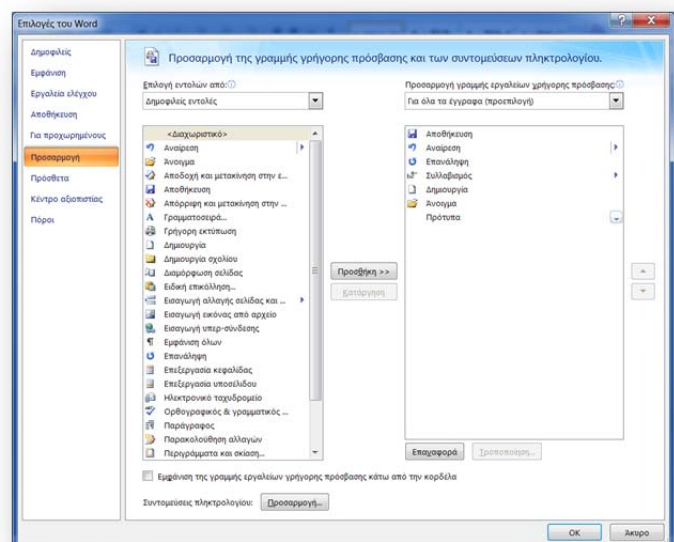 Επιλογές του Word
Δημοφιλείς
Εμφάνιση
Εργαλεία ελέγχου
Αποθήκευση
Για προχωρημένους
Προσαρμογή
Πρόσθετα
Κέντρο αξιοπιστίας
Πόροι
Προσαρμογή της γραμμής γρήγορης πρόσβασης και των συντομεύσεων πληκτρολογίου.
Επιλογή εντολών από:
Δημοφιλείς εντολές
<Διαχωριστικό>
Αναίρεση
Άνοιγμα
Αποδοχή και μετακίνηση στην ε...
Αποθήκευση
Απόρριψη και μετακίνηση στην ...
Γραμματοσειρά...
Γρήγορη εκτύπωση
Δημιουργία
Δημιουργία σχολίου
Διαμόρφωση σελίδας
Ειδική επικόλληση...
Εισαγωγή αλλαγής σελίδας και ...
Εισαγωγή εικόνας από αρχείο
Εισαγωγή υπερ-σύνδεσης
Εμφάνιση όλων
Επανάληψη
Επεξεργασία κεφαλίδας
Επεξεργασία υποσέλιδου
Ηλεκτρονικό ταχυδρομείο
Ορθογραφικός & γραμματικός ...
Παράγραφος
Παρακολούθηση αλλαγών
Περιγράμματα και σκίαση...
Προσθήκη >>
Κατάργηση
Προσαρμογή γραμμής εργαλείων γρήγορης πρόσβασης:
Για όλα τα έγγραφα (προεπιλογή)
Αποθήκευση
Αναίρεση
Επανάληψη
Συλλαβισμός
Δημιουργία
Άνοιγμα
Πρότυπα
Επαναφορά
Τροποποίηση...
Εμφάνιση της γραμμής εργαλείων γρήγορης πρόσβασης κάτω από την κορδέλα
Συντομεύσεις πληκτρολογίου:
Προσαρμογή...
OK
Άκυρο